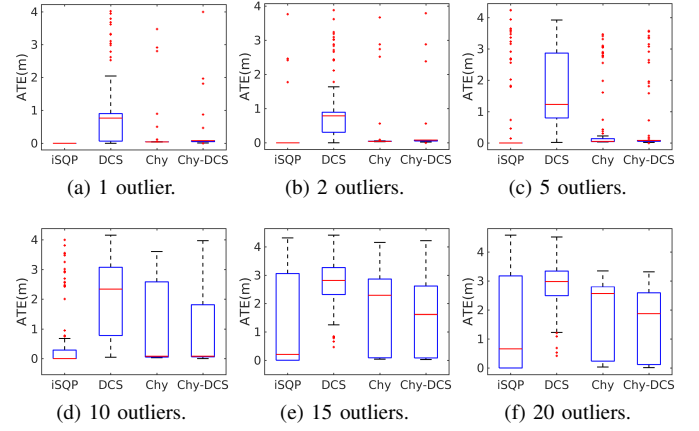 4
3
2
1
0
ATE(m)
iSQP DCS Chy Chy-DCS
(a) 1 outlier.
4
3
2
1
0
ATE(m)
iSQP DCS Chy Chy-DCS
(b) 2 outliers.
4
3
2
1
0
ATE(m)
iSQP DCS Chy Chy-DCS
(c) 5 outliers.
4
3
2
1
0
ATE(m)
iSQP DCS Chy Chy-DCS
(d) 10 outliers.
4
3
2
1
0
ATE(m)
iSQP DCS Chy Chy-DCS
(e) 15 outliers.
4
3
2
1
0
ATE(m)
iSQP DCS Chy Chy-DCS
(f) 20 outliers.